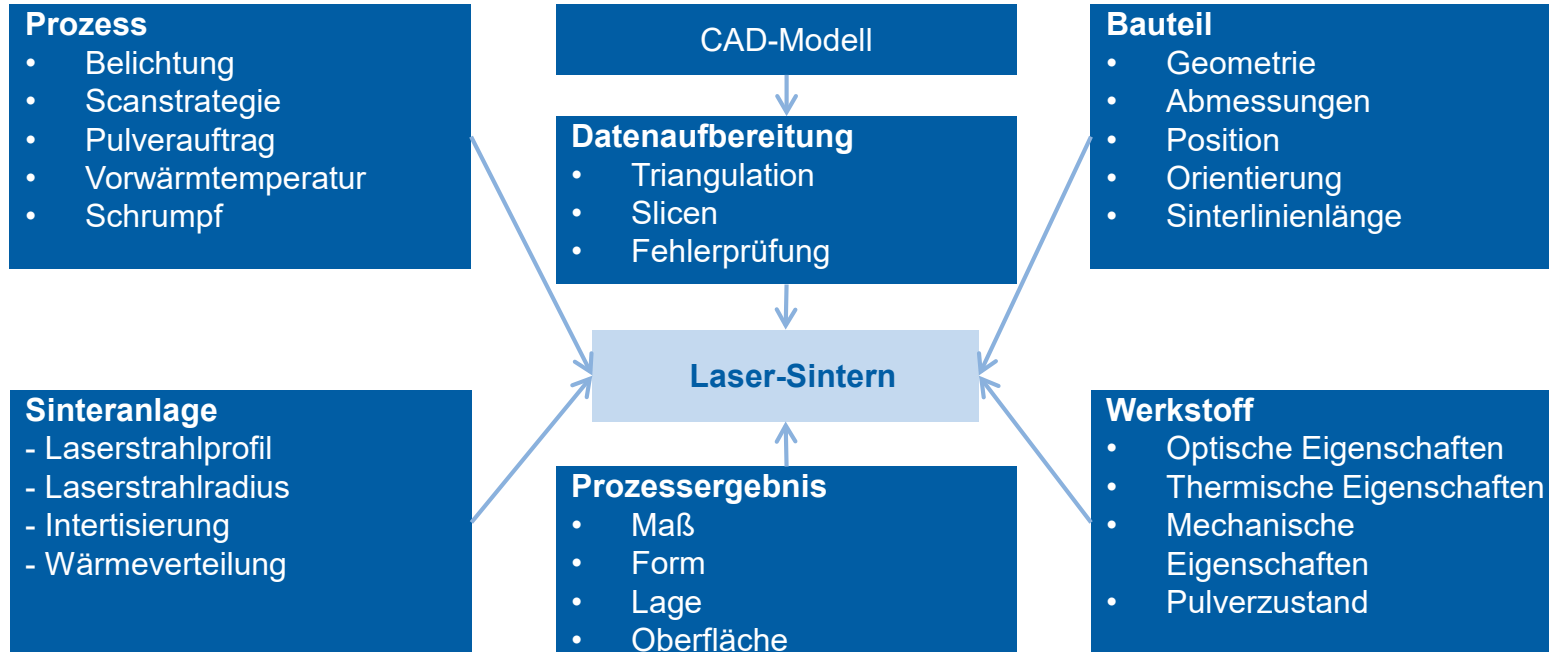 Prozess
• Belichtung
• Scanstrategie
• Pulverauftrag
• Vorwärmtemperatur
• Schrumpf
CAD-Modell
Datenaufbereitung
• Triangulation
• Slicen
• Fehlerprüfung
Bauteil
• Geometrie
• Abmessungen
• Position
• Orientierung
• Sinterlinienlänge
Laser-Sintern
Sinteranlage
- Laserstrahlprofil
- Laserstrahlradius
- Intertisierung
- Wärmeverteilung
Prozessergebnis
• Maß
• Form
• Lage
• Oberfläche
Werkstoff
• Optische Eigenschaften
• Thermische Eigenschaften
• Mechanische
Eigenschaften
• Pulverzustand